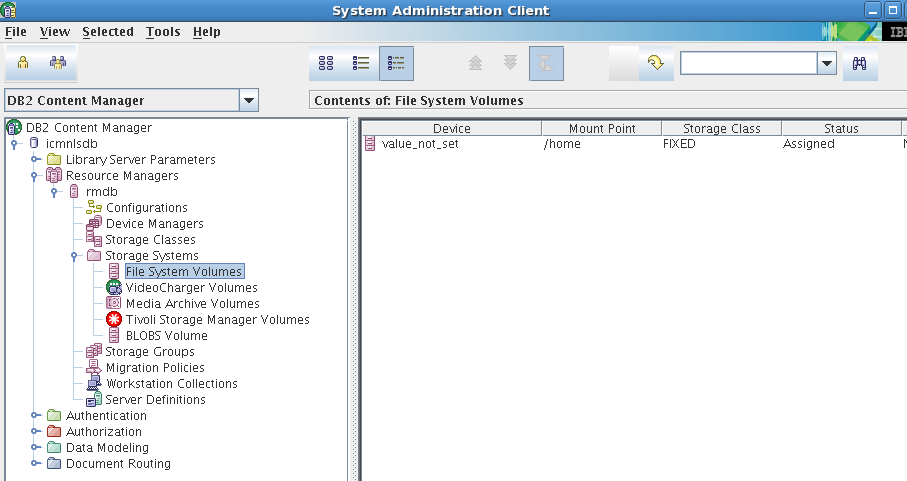 System Administration Client
File View Selected Tools Help
IBM
DB2 Content Manager
Contents of: File System Volumes
DB2 Content Manager
icmnlsdb
Library Server Parameters
Resource Managers
rmdb
Configurations
Device Managers
Storage Classes
Storage Systems
File System Volumes
VideoCharger Volumes
Media Archive Volumes
Tivoli Storage Manager Volumes
BLOBS Volume
Storage Groups
Migration Policies
Workstation Collections
Server Definitions
Authentication
Authorization
Data Modeling
Document Routing
Device Mount Point Storage Class Status
value_not_set /home FIXED Assigned